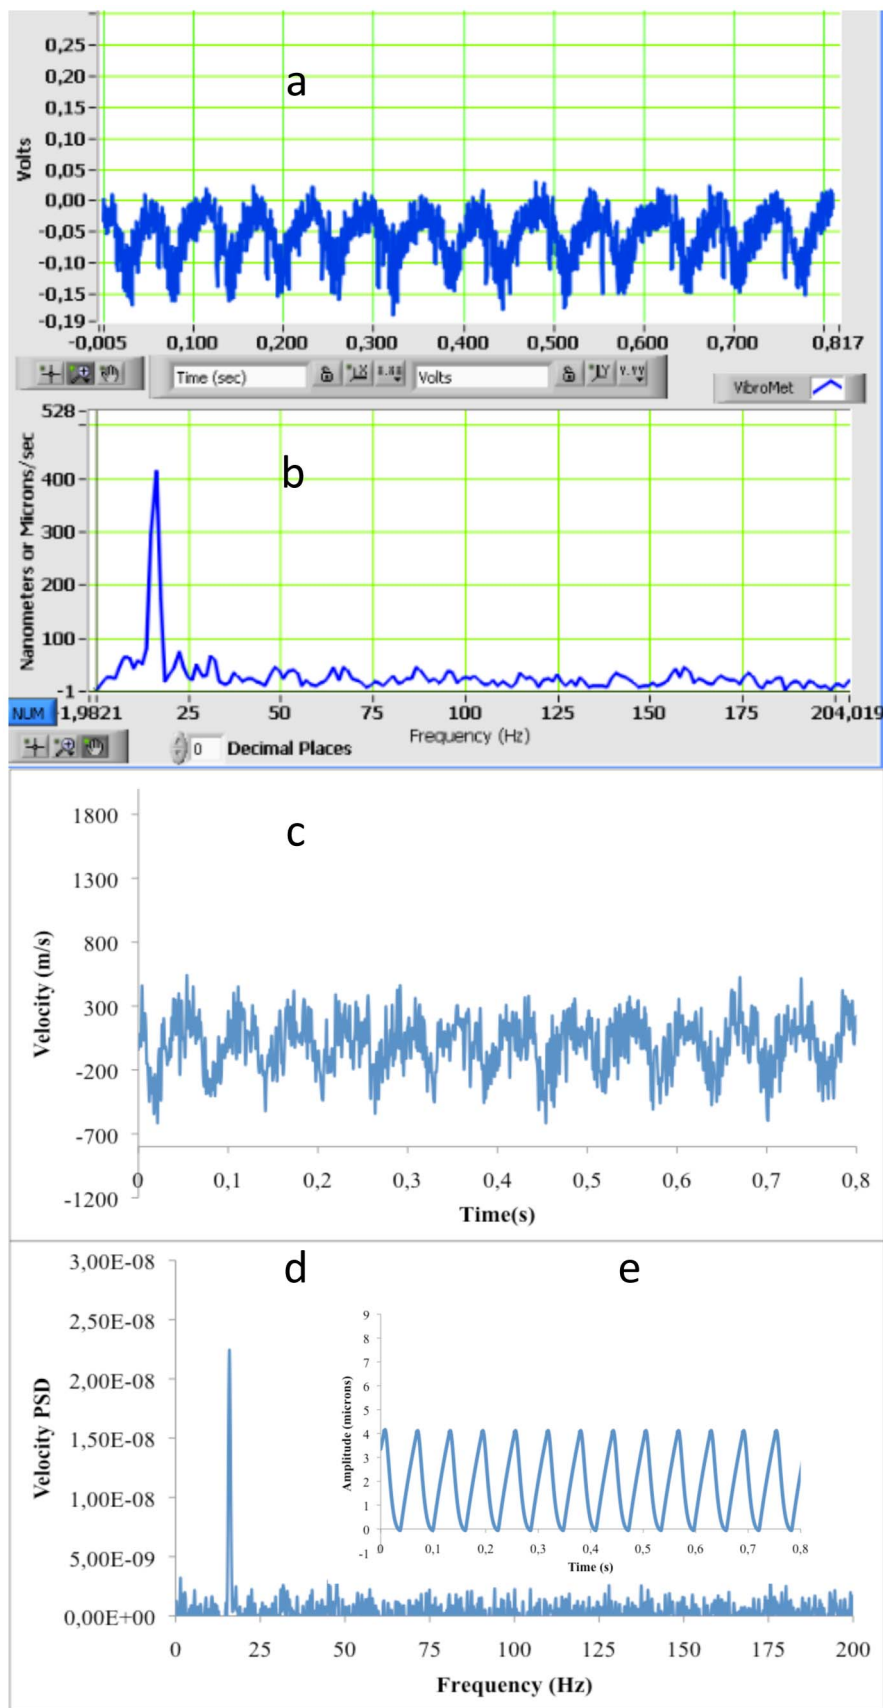 a
Volts
0,25
0,20
0,15
0,10
0,05
0,00
-0,05
-0,10
-0,15
-0,19
-0,005 0,100 0,200 0,300 0,400 0,500 0,600 0,700 0,817
Time (sec) Volts
VibroMet
b
Nanometers or Microns/sec
528
400
300
200
100
-1
NUM -1,9821 25 50 75 100 125 150 175 204,019
Frequency (Hz)
0 Decimal Places
c
Velocity (m/s)
1800
1300
800
300
-200
-700
-1200
0 0,1 0,2 0,3 0,4 0,5 0,6 0,7 0,8
Time(s)
d
Velocity PSD
3,00E-08
2,50E-08
2,00E-08
1,50E-08
1,00E-08
5,00E-09
0,00E+00
0 25 50 75 100 125 150 175 200
Frequency (Hz)
e
Amplitude (microns)
9
8
7
6
5
4
3
2
1
0
-1
0 0,1 0,2 0,3 0,4 0,5 0,6 0,7 0,8
Time (s)